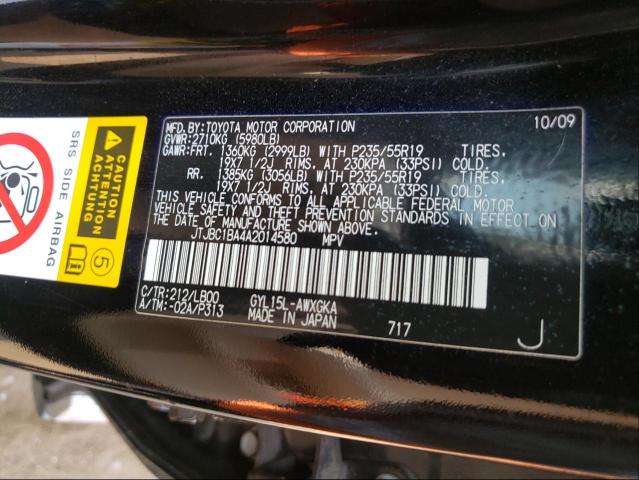 MFD.BY:TOYOTA MOTOR CORPORATION 10/09
GVWR:2710KG (5980LB)
GAWR:FRT. 1360KG (2999LB) WITH P235/55R19 TIRES.
19X7 1/2J RIMS. AT 230KPA (33PSI) COLD.
RR. 1385KG (3056LB) WITH P235/55R19 TIRES.
19X7 1/2J RIMS. AT 230KPA (33PSI) COLD.
THIS VEHICLE CONFORMS TO ALL APPLICABLE FEDERAL MOTOR
VEHICLE SAFETY AND THEFT PREVENTION STANDARDS IN EFFECT ON
THE DATE OF MANUFACTURE SHOWN ABOVE.
JTJBC1BA4A2014580 MPV
C/TR:212/LB00 GYL15L-AWXGKA
A/TM:-02A/P313 MADE IN JAPAN 717 J
SRS SIDE AIRBAG
CAUTION
ATTENTION
5